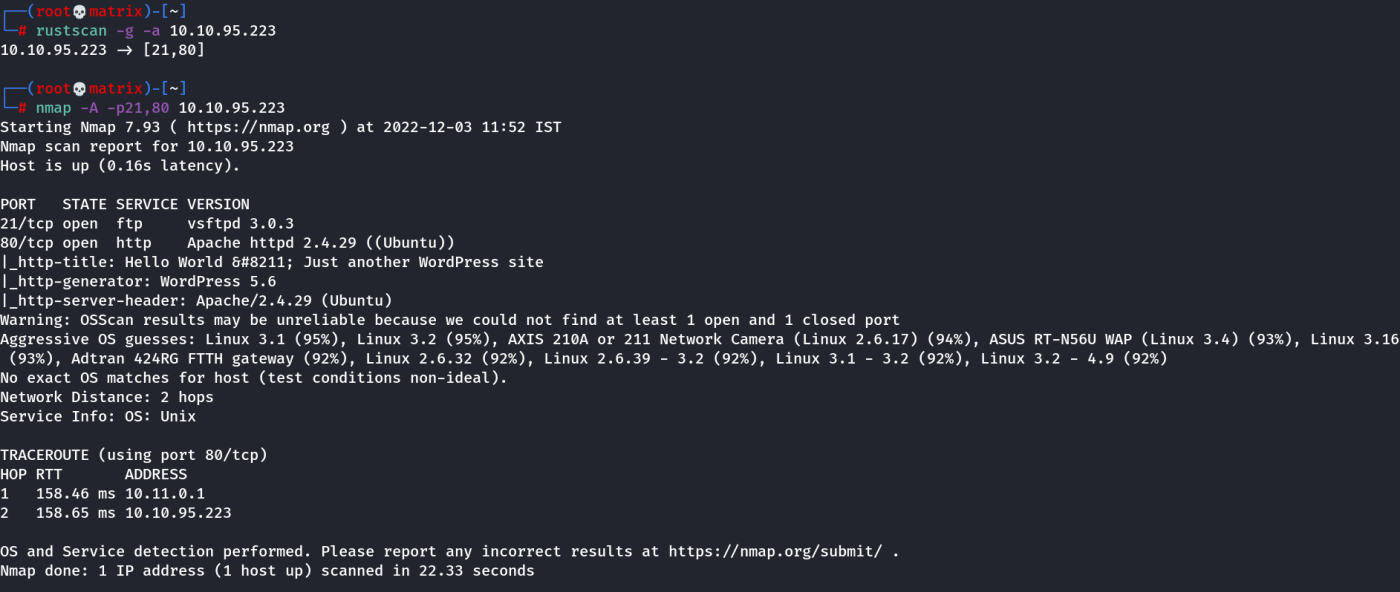 ┌──(root💀matrix)-[~]
└─# rustscan -g -a 10.10.95.223
10.10.95.223 → [21,80]
┌──(root💀matrix)-[~]
└─# nmap -A -p21,80 10.10.95.223
Starting Nmap 7.93 ( https://nmap.org ) at 2022-12-03 11:52 IST
Nmap scan report for 10.10.95.223
Host is up (0.16s latency).
PORT   STATE SERVICE VERSION
21/tcp open  ftp     vsftpd 3.0.3
80/tcp open  http    Apache httpd 2.4.29 ((Ubuntu))
|_http-title: Hello World &#8211; Just another WordPress site
|_http-generator: WordPress 5.6
|_http-server-header: Apache/2.4.29 (Ubuntu)
Warning: OSScan results may be unreliable because we could not find at least 1 open and 1 closed port
Aggressive OS guesses: Linux 3.1 (95%), Linux 3.2 (95%), AXIS 210A or 211 Network Camera (Linux 2.6.17) (94%), ASUS RT-N56U WAP (Linux 3.4) (93%), Linux 3.16
 (93%), Adtran 424RG FTTH gateway (92%), Linux 2.6.32 (92%), Linux 2.6.39 - 3.2 (92%), Linux 3.1 - 3.2 (92%), Linux 3.2 - 4.9 (92%)
No exact OS matches for host (test conditions non-ideal).
Network Distance: 2 hops
Service Info: OS: Unix
TRACEROUTE (using port 80/tcp)
HOP RTT       ADDRESS
1   158.46 ms 10.11.0.1
2   158.65 ms 10.10.95.223
OS and Service detection performed. Please report any incorrect results at https://nmap.org/submit/ .
Nmap done: 1 IP address (1 host up) scanned in 22.33 seconds